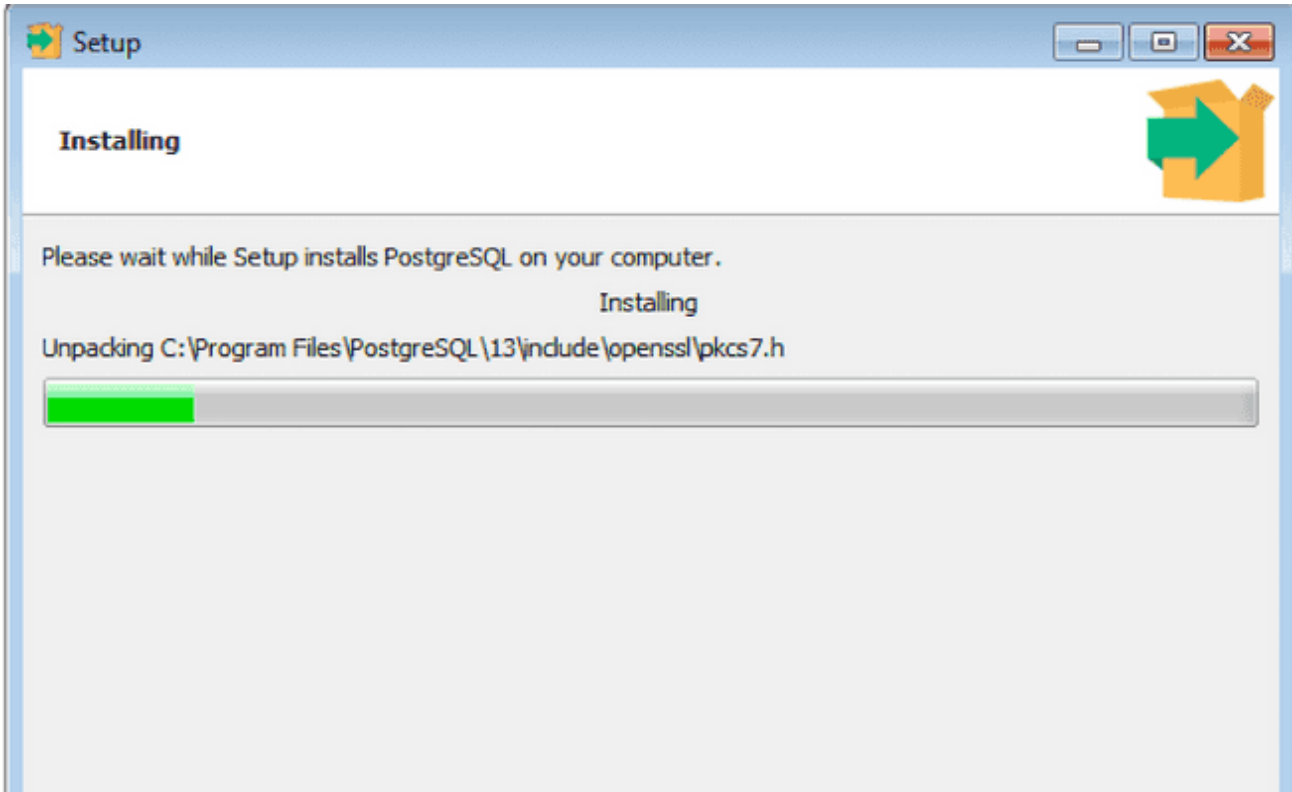 Setup
Installing
Please wait while Setup installs PostgreSQL on your computer.
Installing
Unpacking C:\Program Files\PostgreSQL\13\include\openssl\pkcs7.h